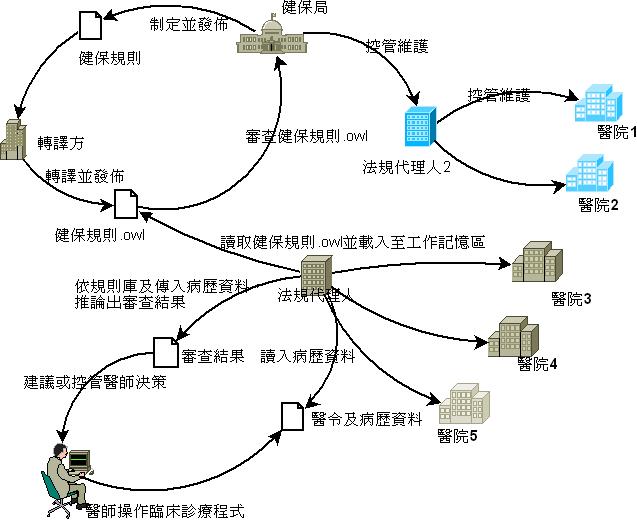 健保局
制定並發佈
健保規則
控管維護
控管維護
醫院1
轉譯方
審查健保規則.owl
法規代理人2
轉譯並發佈
醫院2
健保規則.owl
讀取健保規則.owl並載入至工作記憶區
依規則庫及傳入病歷資料
推論出審查結果
法規代理人
醫院3
審查結果
讀入病歷資料
醫院4
建議或控管醫師決策
醫令及病歷資料
醫院5
醫師操作臨床診療程式